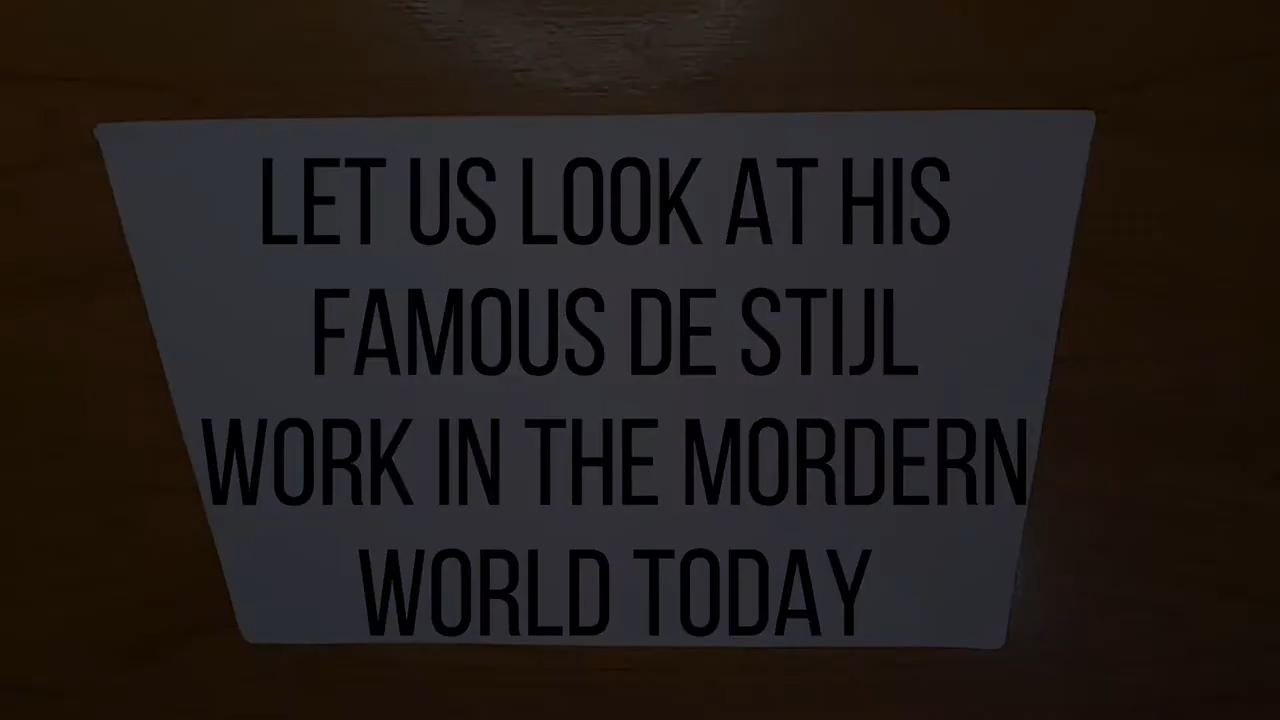 LET US LOOK AT HIS
FAMOUS DE STIJL
WORK IN THE MORDERN
WORLD TODAY